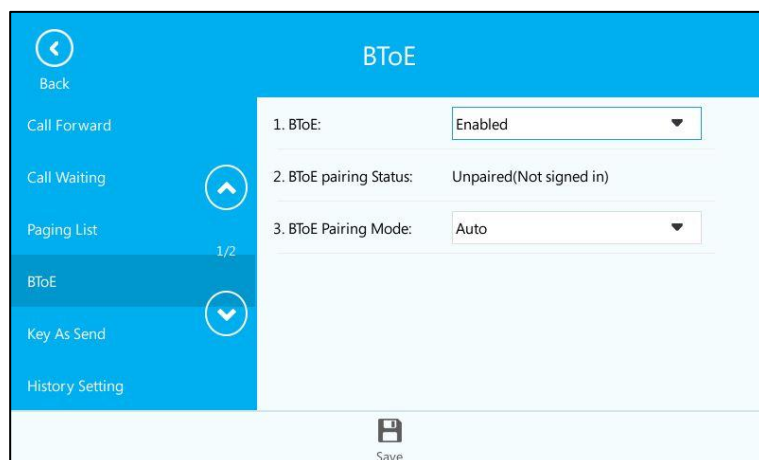 BToE
Back
Call Forward
Call Waiting
Paging List
1/2
BToE
Key As Send
History Setting
1. BToE: Enabled
2. BToE pairing Status: Unpaired(Not signed in)
3. BToE Pairing Mode: Auto
Save